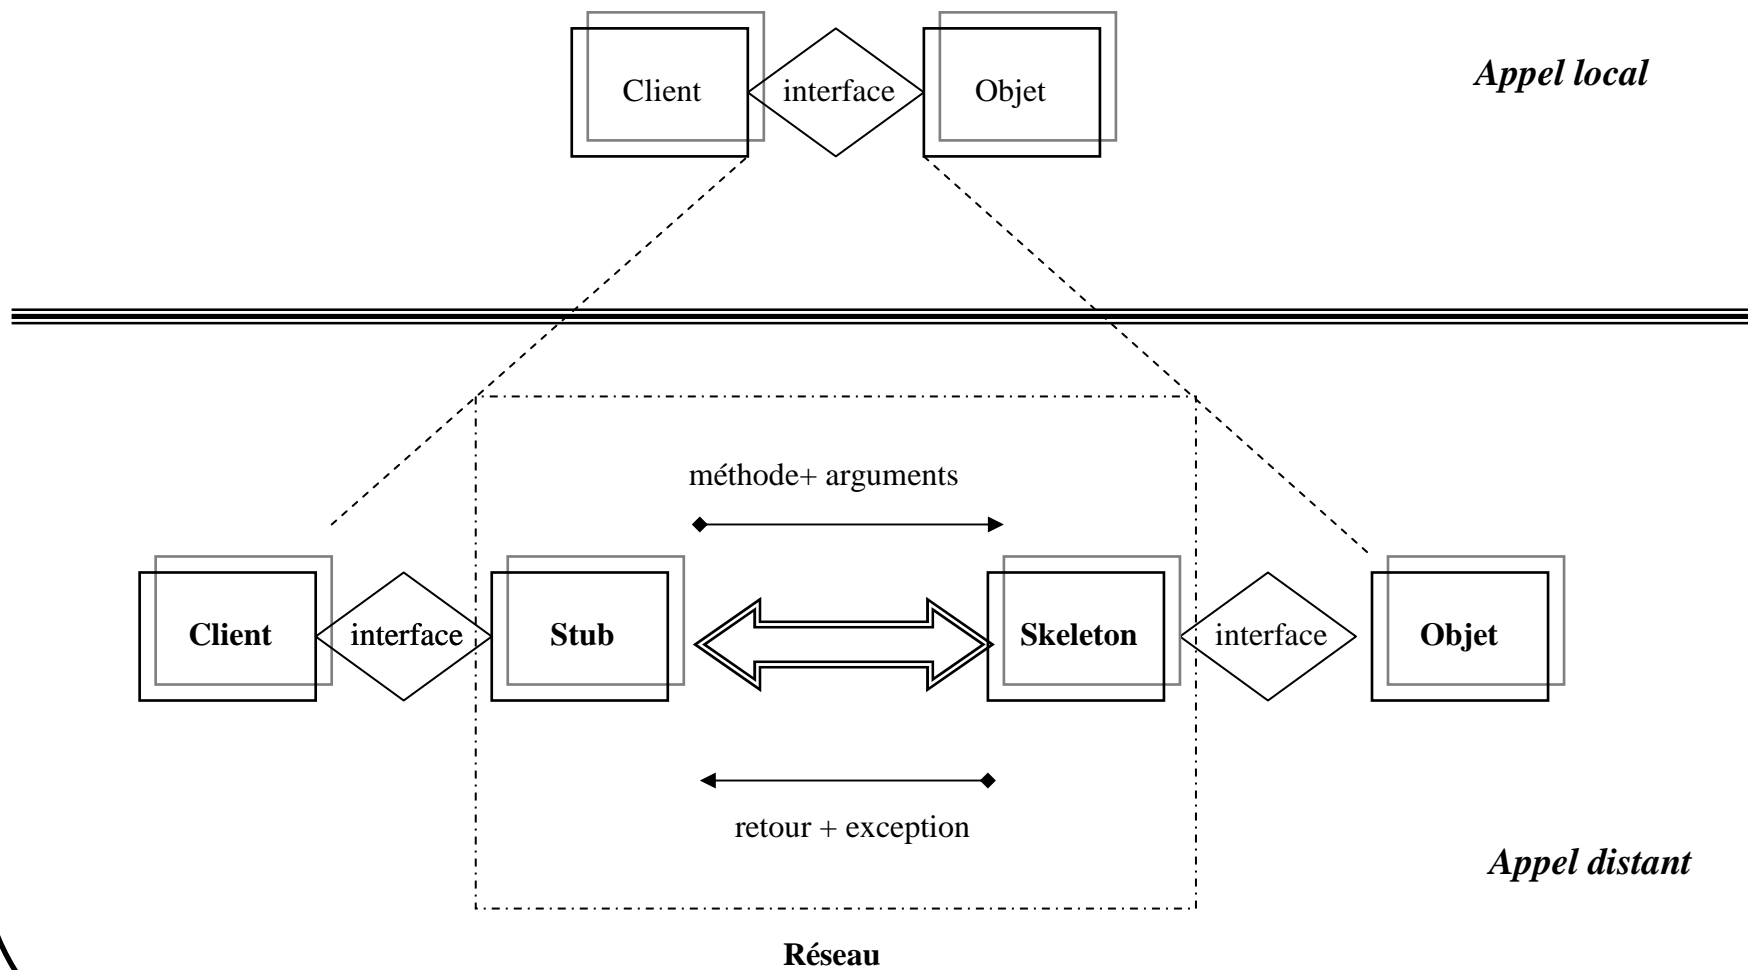 Client
interface
Objet
Appel local
méthode+ arguments
Client
interface
Stub
Skeleton
interface
Objet
retour + exception
Appel distant
Réseau